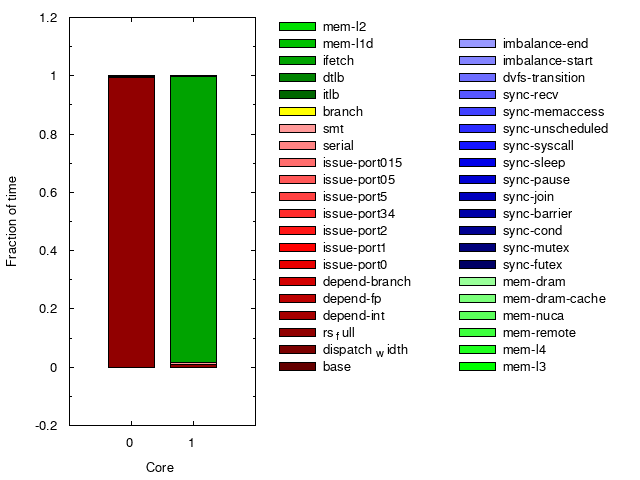 1.2
1
0.8
0.6
0.4
0.2
0
-0.2
Fraction of time
0
1
Core
mem-l2
mem-l1d
ifetch
dtlb
itlb
branch
smt
serial
issue-port015
issue-port05
issue-port5
issue-port34
issue-port2
issue-port1
issue-port0
depend-branch
depend-fp
depend-int
rs f ull
dispatch w idth
base
imbalance-end
imbalance-start
dvfs-transition
sync-recv
sync-memaccess
sync-unscheduled
sync-syscall
sync-sleep
sync-pause
sync-join
sync-barrier
sync-cond
sync-mutex
sync-futex
mem-dram
mem-dram-cache
mem-nuca
mem-remote
mem-l4
mem-l3